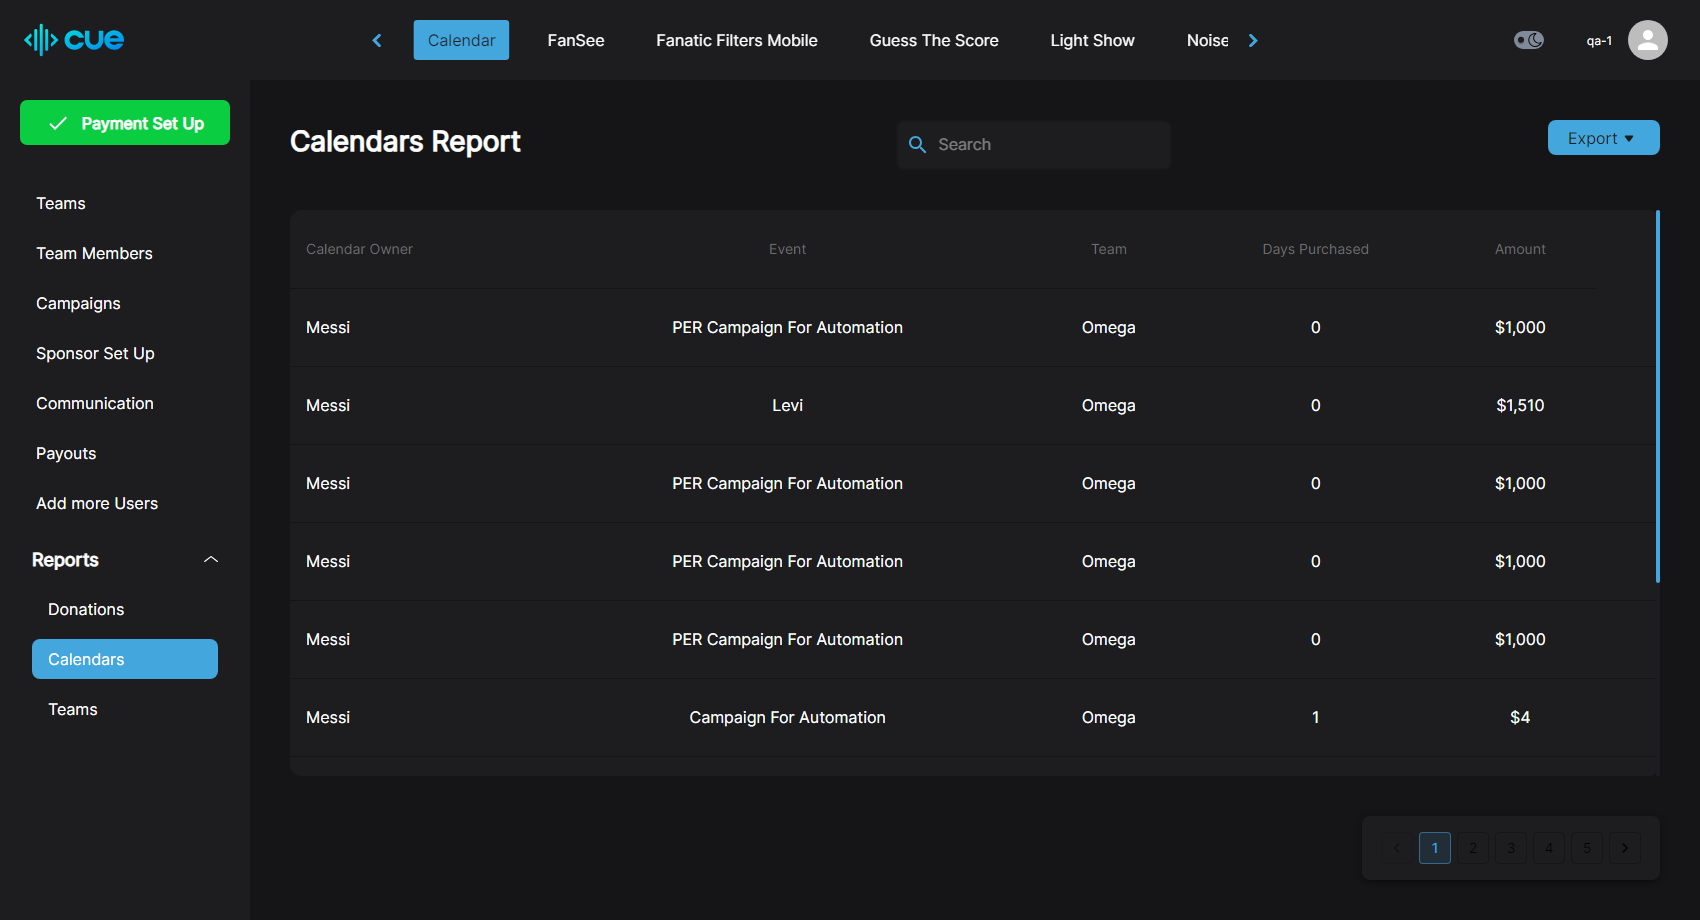 cue
Calendar FanSee Fanatic Filters Mobile Guess The Score Light Show Noise
qa-1
Payment Set Up
Teams
Team Members
Campaigns
Sponsor Set Up
Communication
Payouts
Add more Users
Reports
Donations
Calendars
Teams
Calendars Report
Search
Export
Calendar Owner Event Team Days Purchased Amount
Messi PER Campaign For Automation Omega 0 $1,000
Messi Levi Omega 0 $1,510
Messi PER Campaign For Automation Omega 0 $1,000
Messi PER Campaign For Automation Omega 0 $1,000
Messi PER Campaign For Automation Omega 0 $1,000
Messi Campaign For Automation Omega 1 $4
1 2 3 4 5